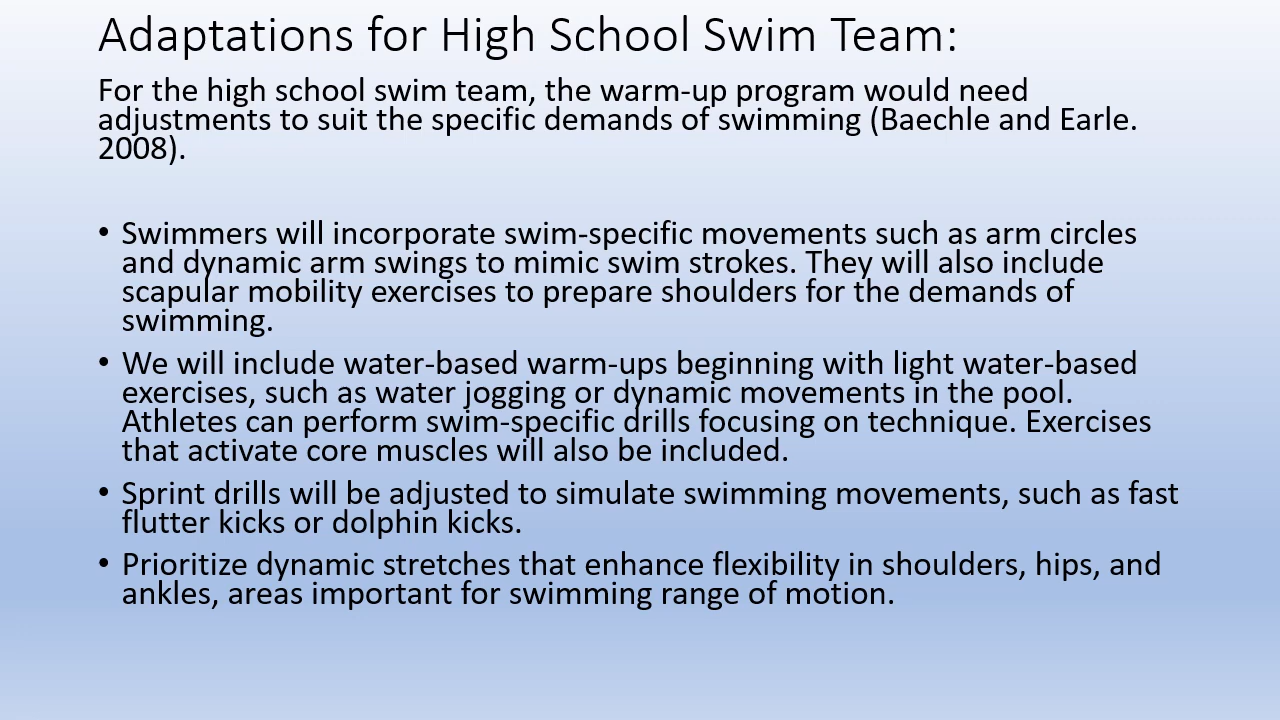 Adaptations for High School Swim Team:
For the high school swim team, the warm-up program would need
adjustments to suit the specific demands of swimming (Baechle and Earle.
2008).
• Swimmers will incorporate swim-specific movements such as arm circles
and dynamic arm swings to mimic swim strokes. They will also include
scapular mobility exercises to prepare shoulders for the demands of
swimming.
• We will include water-based warm-ups beginning with light water-based
exercises, such as water jogging or dynamic movements in the pool.
Athletes can perform swim-specific drills focusing on technique. Exercises
that activate core muscles will also be included.
• Sprint drills will be adjusted to simulate swimming movements, such as fast
flutter kicks or dolphin kicks.
• Prioritize dynamic stretches that enhance flexibility in shoulders, hips, and
ankles, areas important for swimming range of motion.